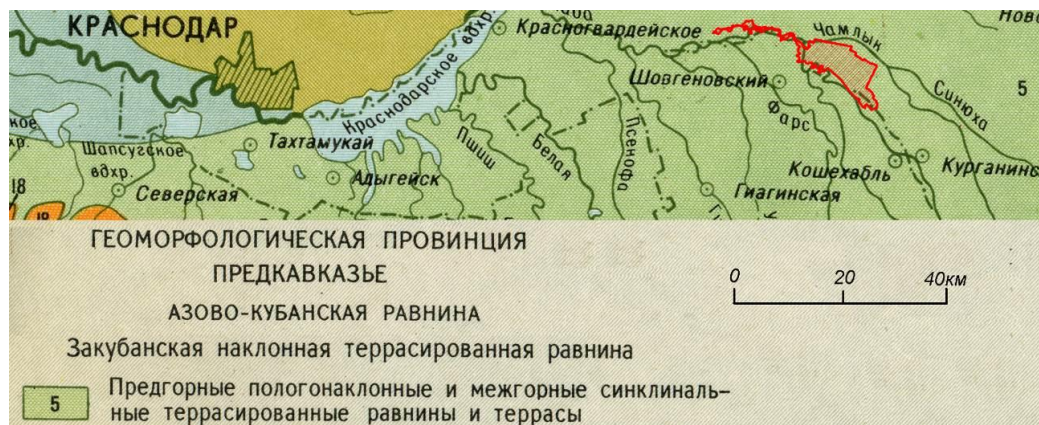 КРАСНОДАР
Красногвардейское
Чамлык
Шовгеновский
Синюха
5
Краснодарское вдхр.
Фарс
Тахтамукай
Пшиш
Белая
Псенафа
Шапсугское
вдхр.
Адыгейск
Северская
Кошехабль
Курганинс
Гиагинская
18
18
ГЕОМОРФОЛОГИЧЕСКАЯ ПРОВИНЦИЯ
ПРЕДКАВКАЗЬЕ
АЗОВО-КУБАНСКАЯ РАВНИНА
Закубанская наклонная террасированная равнина
0 20 40км
5 Предгорные пологонаклонные и межгорные синклиналь-
ные террасированные равнины и террасы